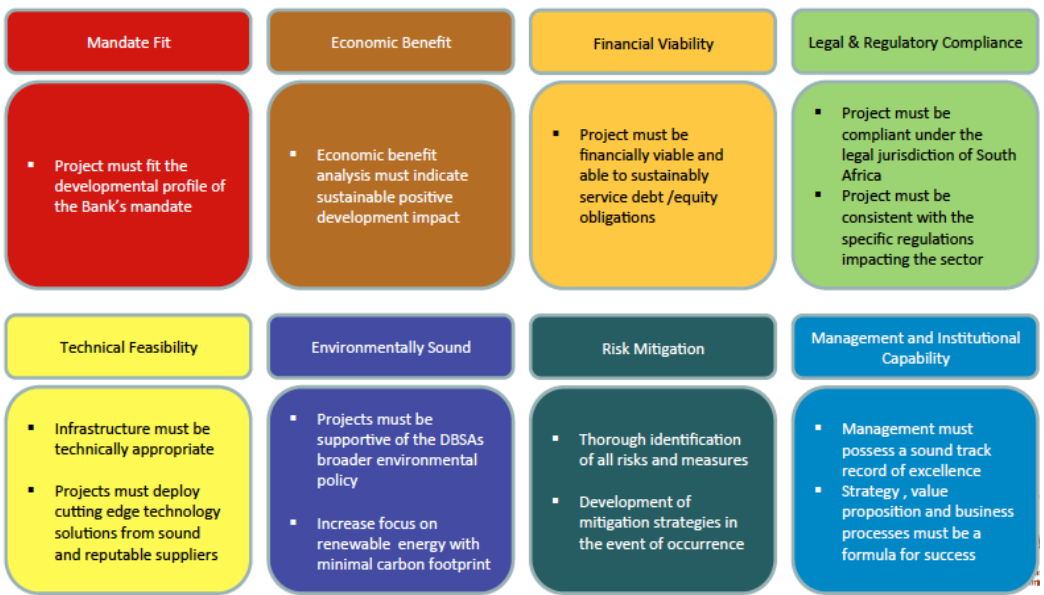 Mandate Fit
Economic Benefit
Financial Viability
Legal & Regulatory Compliance
▪ Project must fit the
developmental profile of
the Bank’s mandate
▪ Economic benefit
analysis must indicate
sustainable positive
development impact
▪ Project must be
financially viable and
able to sustainably
service debt /equity
obligations
▪ Project must be
compliant under the
legal jurisdiction of South
Africa
▪ Project must be
consistent with the
specific regulations
impacting the sector
Technical Feasibility
Environmentally Sound
Risk Mitigation
Management and Institutional
Capability
▪ Infrastructure must be
technically appropriate
▪ Projects must deploy
cutting edge technology
solutions from sound
and reputable suppliers
▪ Projects must be
supportive of the DBSAs
broader environmental
policy
▪ Increase focus on
renewable energy with
minimal carbon footprint
▪ Thorough identification
of all risks and measures
▪ Development of
mitigation strategies in
the event of occurrence
▪ Management must
possess a sound track
record of excellence
▪ Strategy , value
proposition and business
processes must be a
formula for success